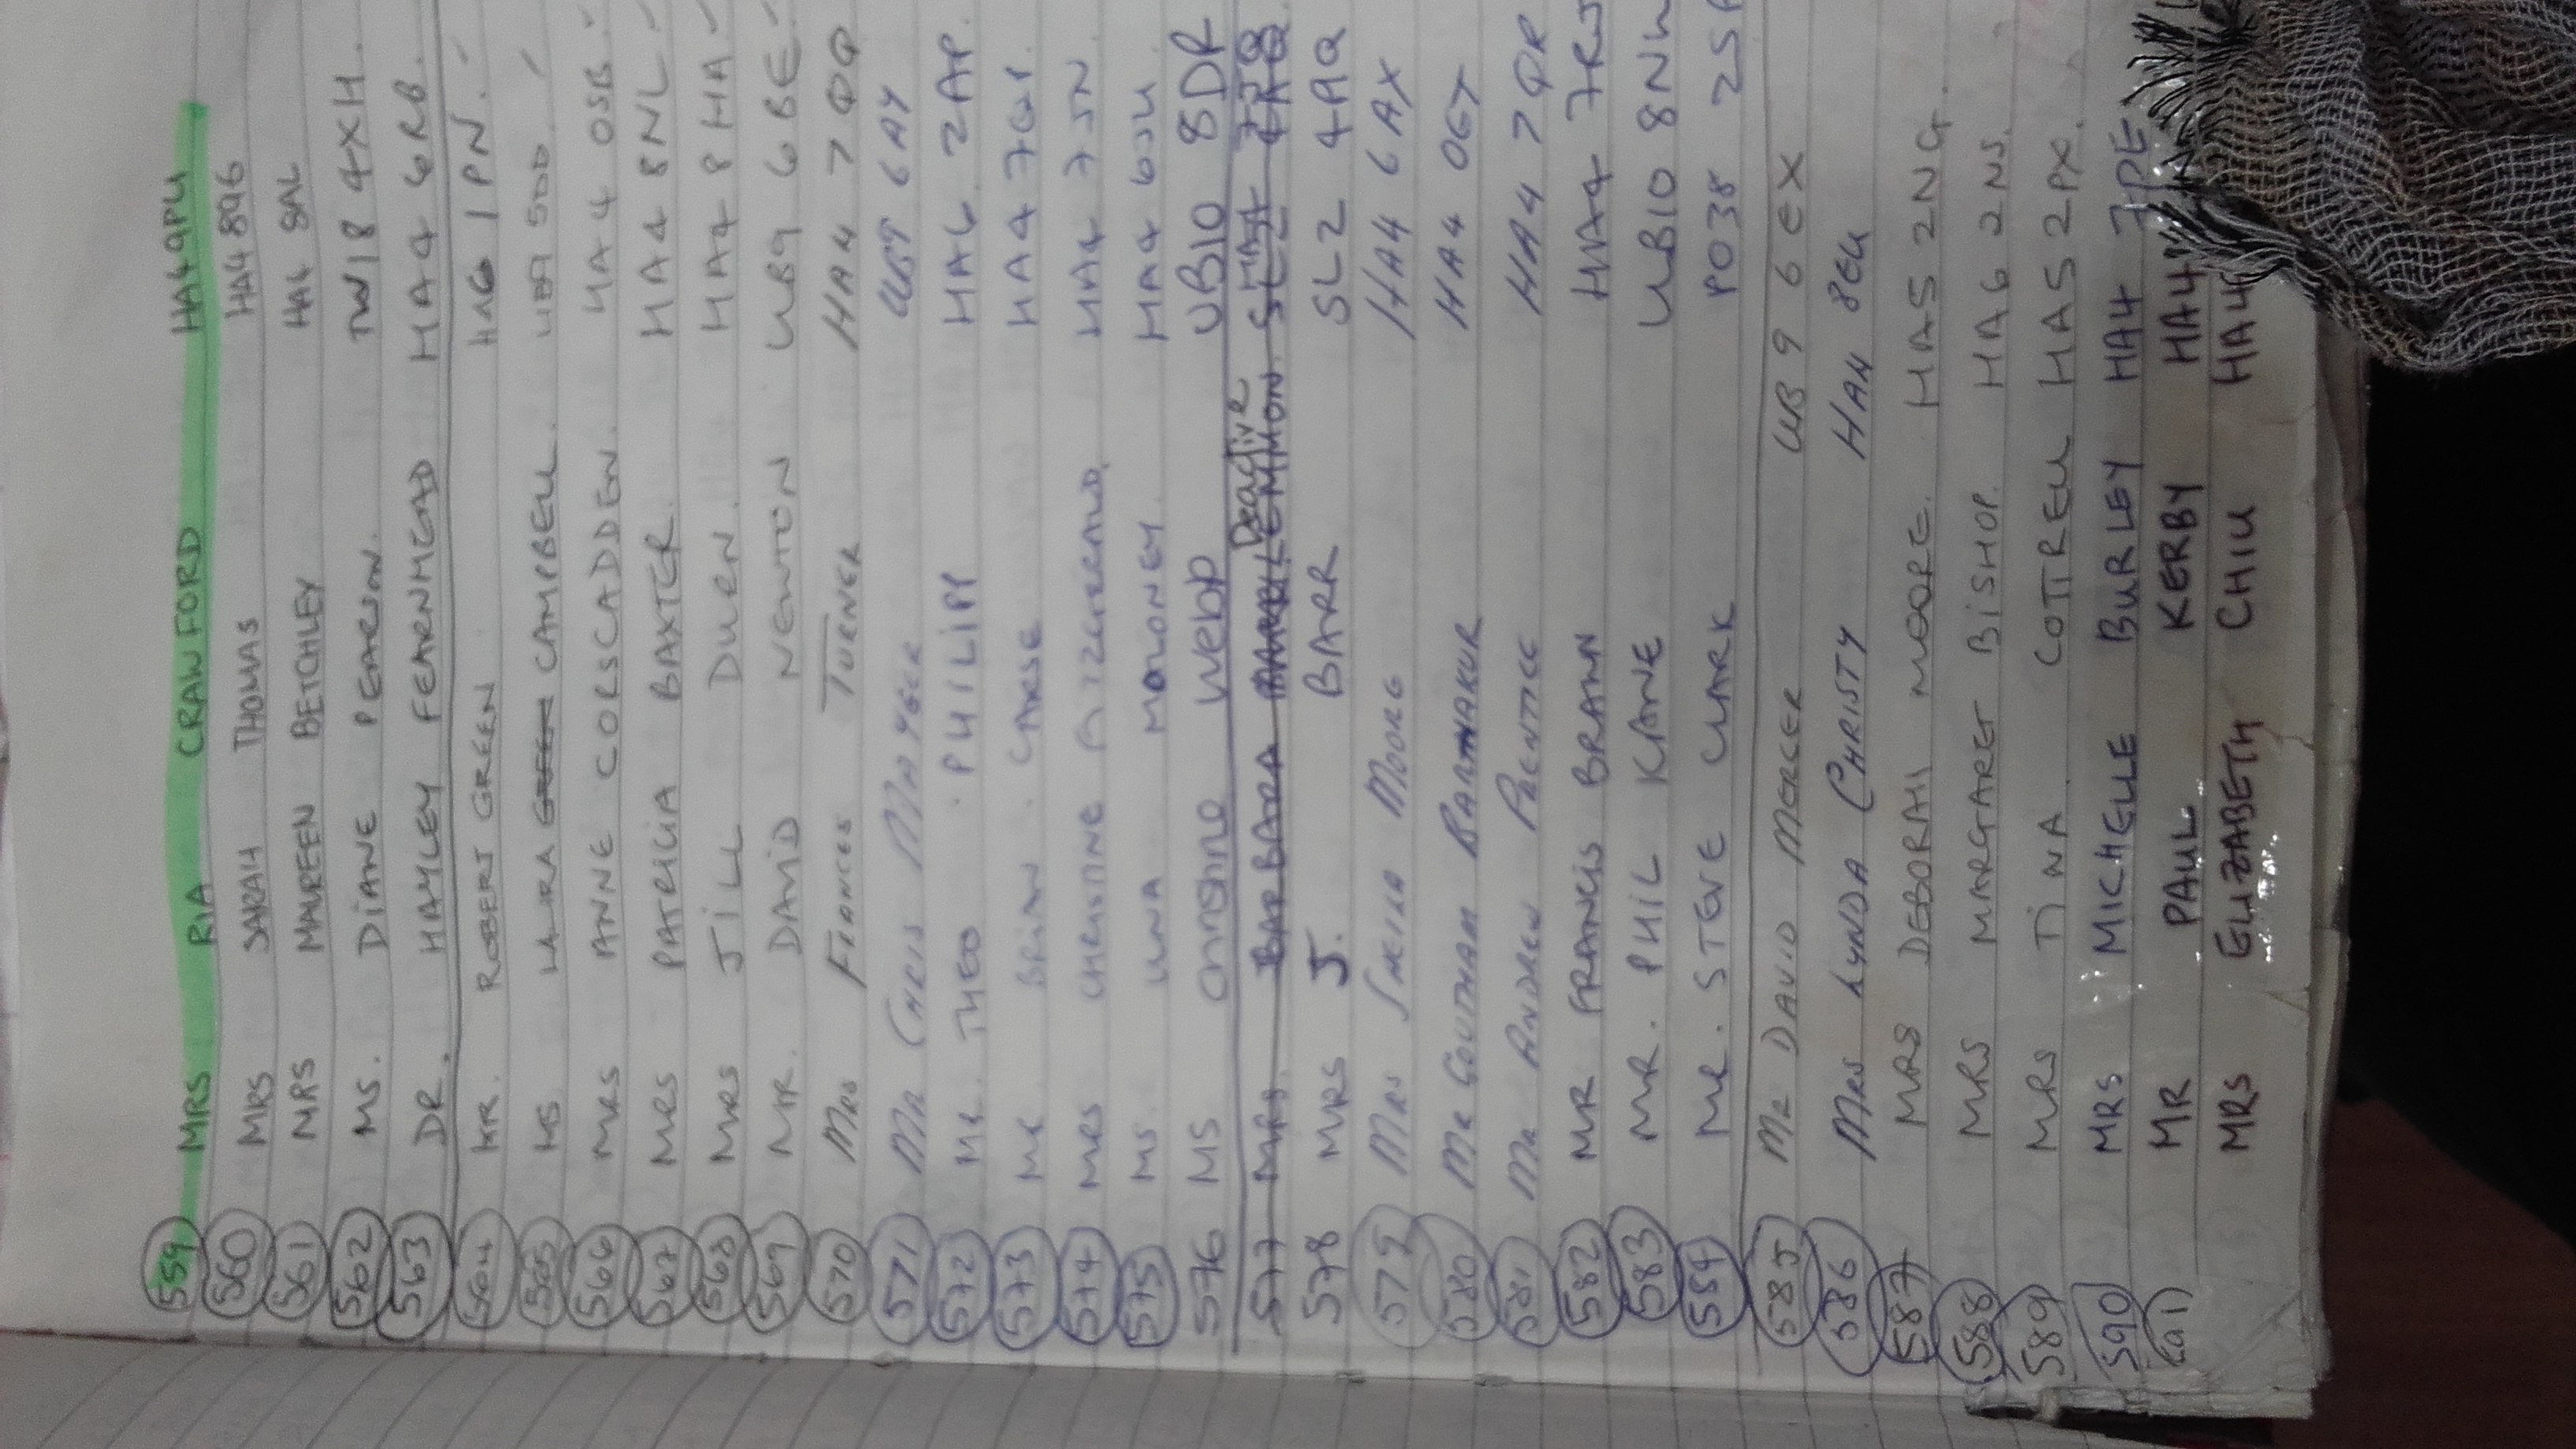 559 MRS RIA CRAWFORD HA4 9PU
560 MRS SARAH THOMAS HA4 896
561 MRS MAUREEN BETCHLEY HA4 8AL
562 MS. DIANE PEARSON. TW18 4XH.
563 DR. HAYLEY FEARNHEAD HA4 6RB.
564 MR. ROBERT GREEN HA6 1PN.
565 MS LAURA GREEN CAMPBELL. UB9 5DD
566 MRS ANNE CORSCADDEN. HA4 0SB
567 MRS PATRICIA BAXTER. HA4 8NL
568 MRS JILL DURN. HA4 8HA
569 MR. DAVID NEWTON UB9 6BE
570 MRS FRANCES TURNER HA4 7QQ
571 MR CHRIS MAYGER UB9 6AY
572 MR. THEO PHILIPP HA6 2AP.
573 MR BRIAN CARSE HA4 7QP.
574 MRS CHRISTINE FITZGERALD. HA4 7JN
575 MS. UNA MOLONEY. HA4 6JU.
576 MS Christine Webb UB10 8DR
Deactive HA4 7JQ
577 MRS BARBARA LEMMON SL2 4AQ
578 MRS J. BARR SL2 4AQ
579 MRS SHEILA MOORE HA4 6AX
580 MR GOUTHAM BARTHAKUR HA4 0GT
581 MR ANDREW PRENTICE HA4 7QR
582 MR FRANCIS BRAWN HA4 7RJ
583 MR. PHIL KANE UB10 8NW
584 MR. STEVE CLARK PO38
585 MR DAVID MERCER UB9 6EX
586 MRS LYNDA CHRISTY HA4 8EU
587 MRS DEBORAH MOORE. HA5 2NG.
588 MRS MARGARET BISHOP. HA6 2NS.
589 MRS TINA COTTRELL HA5 2PX.
590 MRS MICHELLE BURLEY HA4 7PE
MR PAUL KERBY HA4
MRS ELIZABETH CHIU HA4